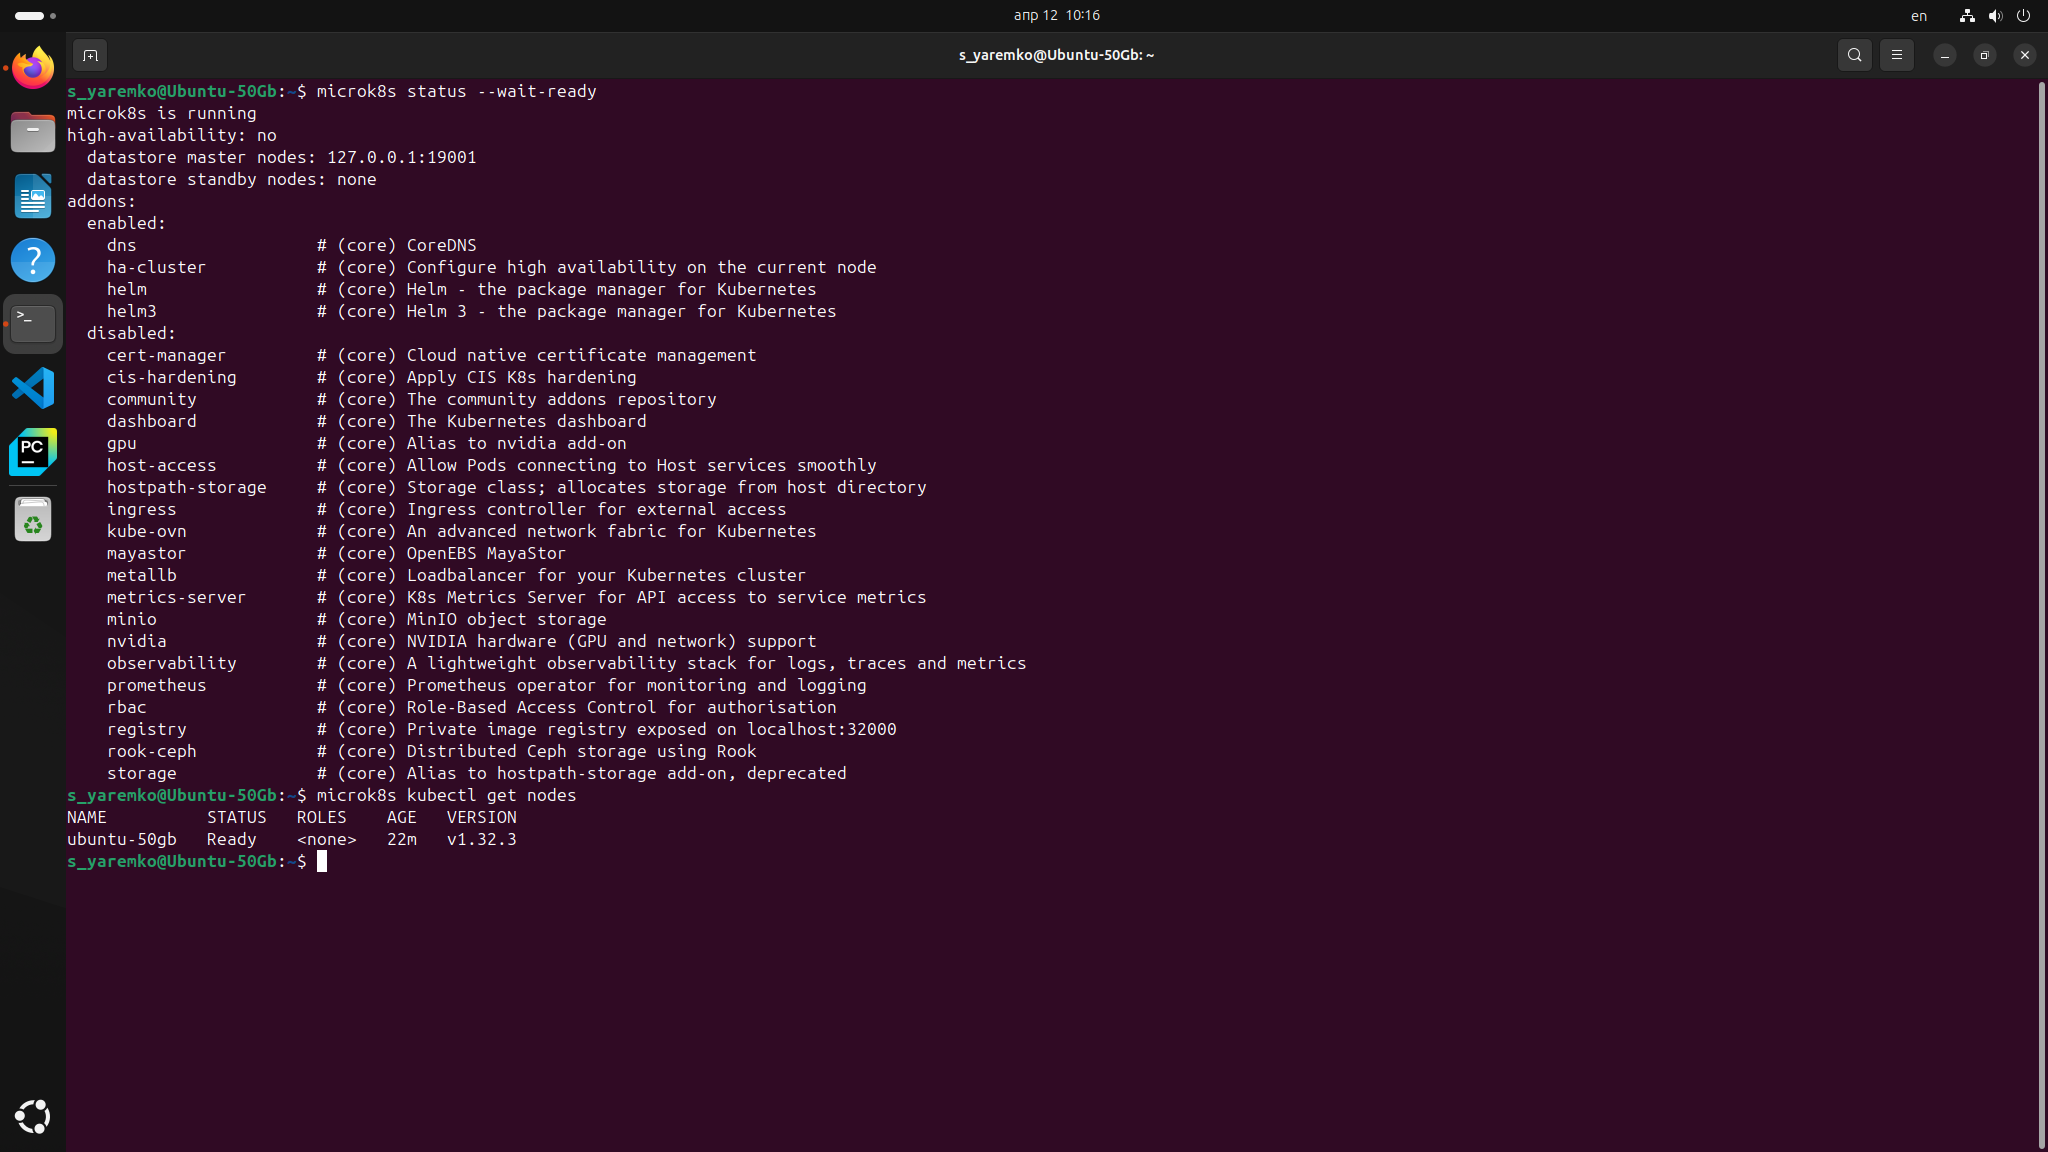 апр 12 10:16
en
s_yaremko@Ubuntu-50Gb: ~
s_yaremko@Ubuntu-50Gb:~$ microk8s status --wait-ready
microk8s is running
high-availability: no
  datastore master nodes: 127.0.0.1:19001
  datastore standby nodes: none
addons:
  enabled:
    dns                  # (core) CoreDNS
    ha-cluster           # (core) Configure high availability on the current node
    helm                 # (core) Helm - the package manager for Kubernetes
    helm3                # (core) Helm 3 - the package manager for Kubernetes
  disabled:
    cert-manager         # (core) Cloud native certificate management
    cis-hardening        # (core) Apply CIS K8s hardening
    community            # (core) The community addons repository
    dashboard            # (core) The Kubernetes dashboard
    gpu                  # (core) Alias to nvidia add-on
    host-access          # (core) Allow Pods connecting to Host services smoothly
    hostpath-storage     # (core) Storage class; allocates storage from host directory
    ingress              # (core) Ingress controller for external access
    kube-ovn             # (core) An advanced network fabric for Kubernetes
    mayastor             # (core) OpenEBS MayaStor
    metallb              # (core) Loadbalancer for your Kubernetes cluster
    metrics-server       # (core) K8s Metrics Server for API access to service metrics
    minio                # (core) MinIO object storage
    nvidia               # (core) NVIDIA hardware (GPU and network) support
    observability        # (core) A lightweight observability stack for logs, traces and metrics
    prometheus           # (core) Prometheus operator for monitoring and logging
    rbac                 # (core) Role-Based Access Control for authorisation
    registry             # (core) Private image registry exposed on localhost:32000
    rook-ceph            # (core) Distributed Ceph storage using Rook
    storage              # (core) Alias to hostpath-storage add-on, deprecated
s_yaremko@Ubuntu-50Gb:~$ microk8s kubectl get nodes
NAME          STATUS   ROLES    AGE   VERSION
ubuntu-50gb   Ready    <none>   22m   v1.32.3
s_yaremko@Ubuntu-50Gb:~$
>_
?
PC